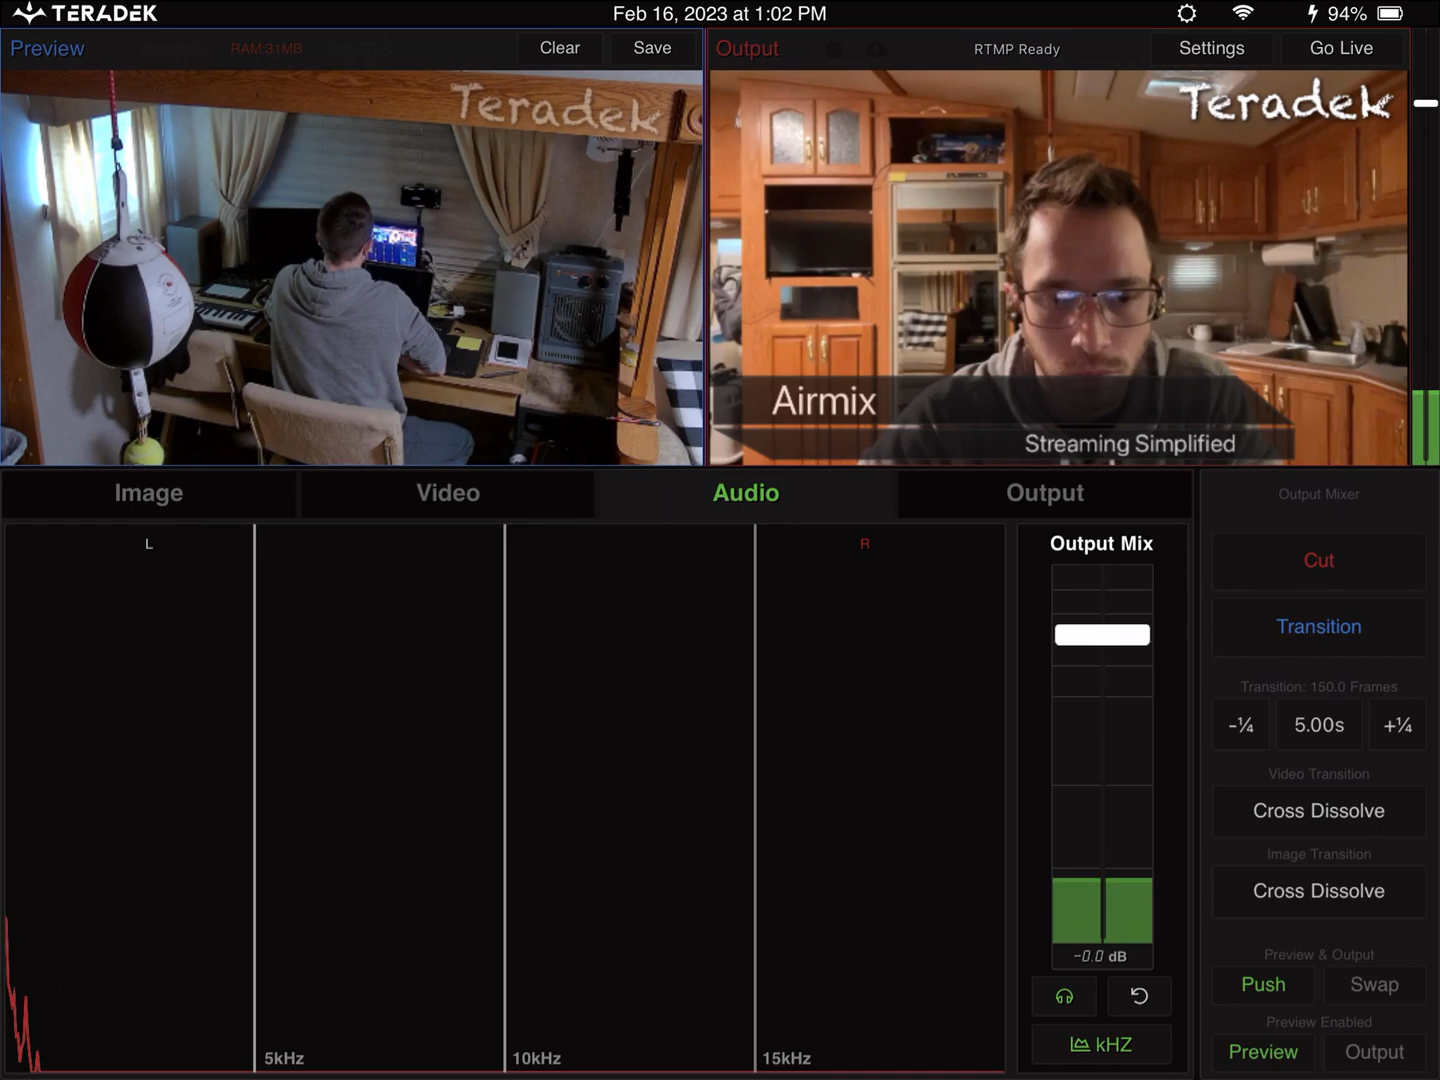 TERADEK
Feb 16, 2023 at 1:02 PM
94%
Preview
RAM:31MB
Clear
Save
Output
RTMP Ready
Settings
Go Live
Teradek
Teradek
Airmix
Streaming Simplified
Image
Video
Audio
Output
Output Mixer
L
R
Output Mix
Cut
Transition
Transition: 150.0 Frames
-¼
5.00s
+¼
Video Transition
Cross Dissolve
Image Transition
Cross Dissolve
-0.0 dB
Preview & Output
Push
Swap
Preview Enabled
Preview
Output
kHZ
5kHz
10kHz
15kHz